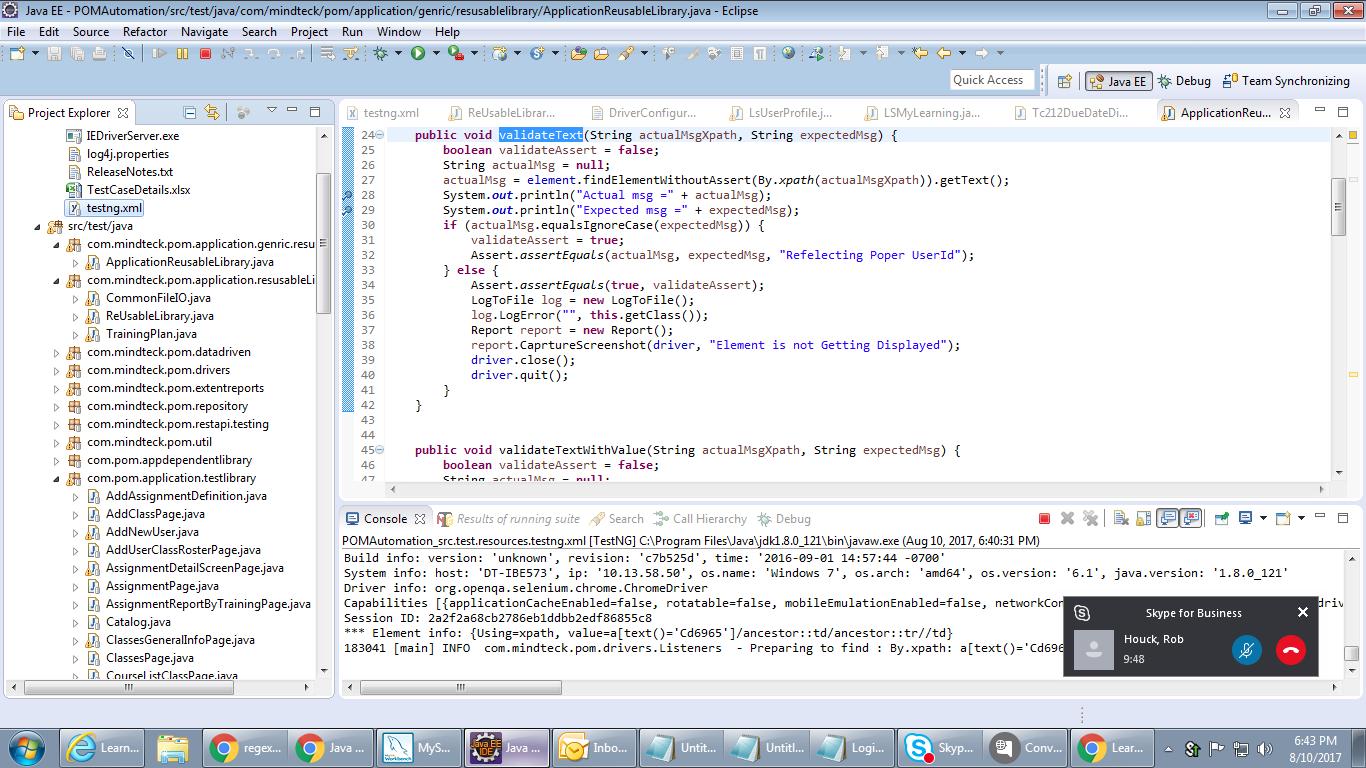 Java EE - POMAutomation/src/test/java/com/mindteck/pom/application/genric/resusablelibrary/ApplicationReusableLibrary.java - Eclipse
File Edit Source Refactor Navigate Search Project Run Window Help
Quick Access
Java EE
Debug
Team Synchronizing
Project Explorer
IEDriverServer.exe
log4j.properties
ReleaseNotes.txt
TestCaseDetails.xlsx
testng.xml
src/test/java
com.mindteck.pom.application.genric.resu
ApplicationReusableLibrary.java
com.mindteck.pom.application.resusableLi
CommonFileIO.java
ReUsableLibrary.java
TrainingPlan.java
com.mindteck.pom.datadriven
com.mindteck.pom.drivers
com.mindteck.pom.extentreports
com.mindteck.pom.repository
com.mindteck.pom.restapi.testing
com.mindteck.pom.util
com.pom.appdependentlibrary
com.pom.application.testlibrary
AddAssignmentDefinition.java
AddClassPage.java
AddNewUser.java
AddUserClassRosterPage.java
AssignmentDetailScreenPage.java
AssignmentPage.java
AssignmentReportByTrainingPage.java
Catalog.java
ClassesGeneralInfoPage.java
ClassesPage.java
CourseListClassPage.java
testng.xml
ReUsableLibrar...
DriverConfigur...
LsUserProfile.j...
LSMyLearning.ja...
Tc212DueDateDi...
ApplicationReu...
24 public void validateText(String actualMsgXpath, String expectedMsg) {
25 boolean validateAssert = false;
26 String actualMsg = null;
27 actualMsg = element.findElementWithoutAssert(By.xpath(actualMsgXpath)).getText();
28 System.out.println("Actual msg =" + actualMsg);
29 System.out.println("Expected msg =" + expectedMsg);
30 if (actualMsg.equalsIgnoreCase(expectedMsg)) {
31 validateAssert = true;
32 Assert.assertEquals(actualMsg, expectedMsg, "Refelecting Poper UserId");
33 } else {
34 Assert.assertEquals(true, validateAssert);
35 LogToFile log = new LogToFile();
36 log.LogError("", this.getClass());
37 Report report = new Report();
38 report.CaprtureScreenshot(driver, "Element is not Getting Displayed");
39 driver.close();
40 driver.quit();
41 }
42 }
43
44
45 public void validateTextWithValue(String actualMsgXpath, String expectedMsg) {
46 boolean validateAssert = false;
47 String actualMsg = null;
Console
Results of running suite
Search
Call Hierarchy
Debug
POMAutomation_src.test.resources.testng.xml [TestNG] C:\Program Files\Java\jdk1.8.0_121\bin\javaw.exe (Aug 10, 2017, 6:40:31 PM)
Build info: version: 'unknown', revision: 'c7b525d', time: '2016-09-01 14:57:44 -0700'
System info: host: 'DT-IBE573', ip: '10.13.58.50', os.name: 'Windows 7', os.arch: 'amd64', os.version: '6.1', java.version: '1.8.0_121'
Driver info: org.openqa.selenium.chrome.ChromeDriver
Capabilities [{applicationCacheEnabled=false, rotatable=false, mobileEmulationEnabled=false, networkCon
Session ID: 2a2f2a68cb2786eb1ddbb2edf86855c8
*** Element info: {Using=xpath, value=a[text()='Cd6965']/ancestor::td/ancestor::tr//td}
183041 [main] INFO com.mindteck.pom.drivers.Listeners - Preparing to find : By.xpath: a[text()='Cd696
driv
Skype for Business
Houck, Rob
9:48
Learn...
regex...
Java ...
MyS...
Java ...
Inbo...
Untit...
Untitl...
Logi...
Skyp...
Conv...
Lear...
6:43 PM
8/10/2017